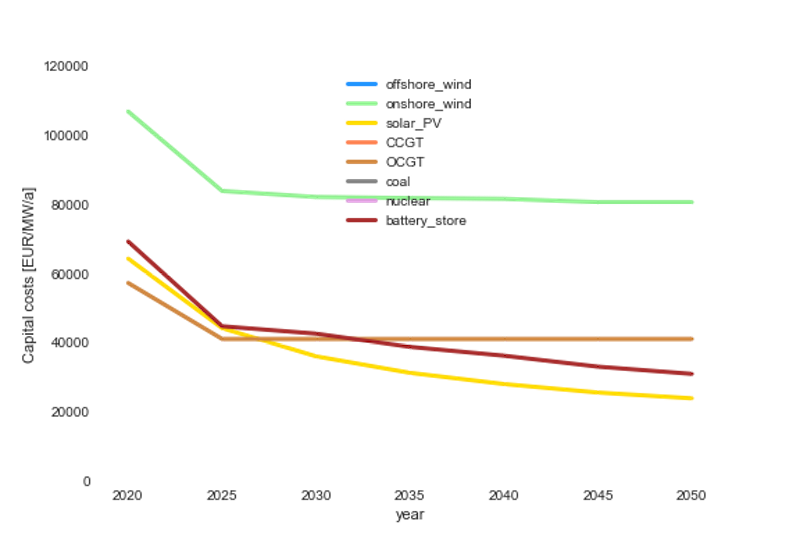 120000
100000
80000
60000
40000
20000
0
Capital costs [EUR/MW/a]
offshore_wind
onshore_wind
solar_PV
CCGT
OCGT
coal
nuclear
battery_store
2020 2025 2030 2035 2040 2045 2050
year